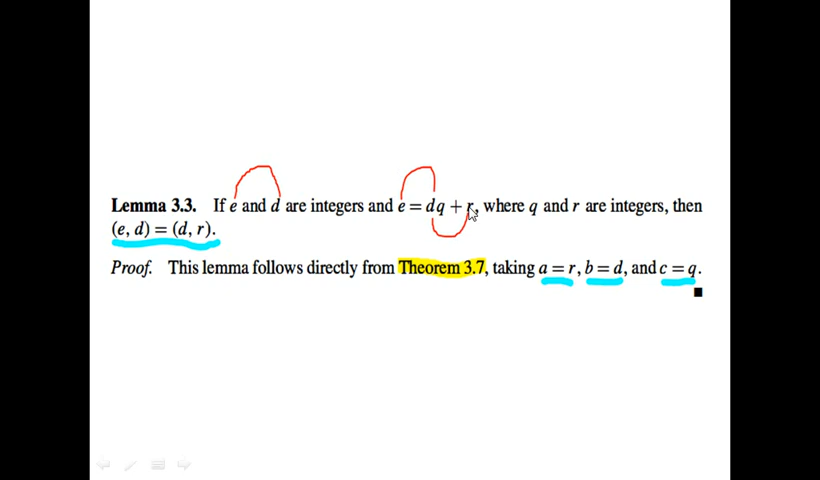 Lemma 3.3. If e and d are integers and e = dq + r, where q and r are integers, then
(e, d) = (d, r).
Proof. This lemma follows directly from Theorem 3.7, taking a = r, b = d, and c = q.
■